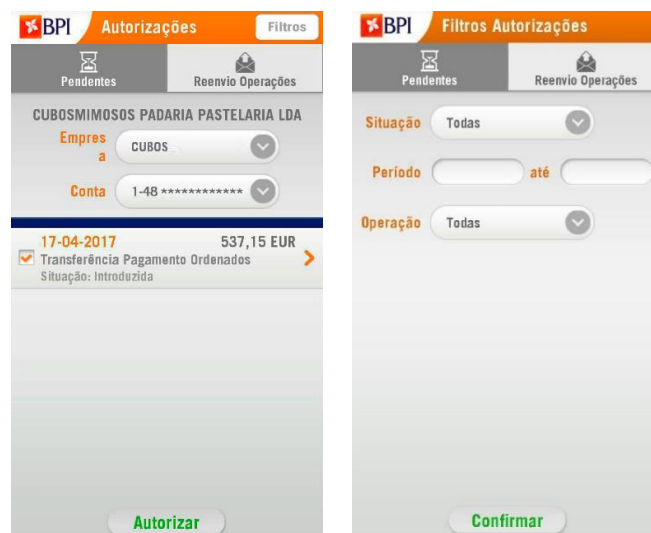 BPI Autorizações Filtros
Pendentes Reenvio Operações
CUBOSMIMOSOS PADARIA PASTELARIA LDA
Empres
a
CUBOS
Conta 1-48 ************
17-04-2017 537,15 EUR
Transferência Pagamento Ordenados
Situação: Introduzida
Autorizar
BPI Filtros Autorizações
Pendentes Reenvio Operações
Situação Todas
Período até
Operação Todas
Confirmar